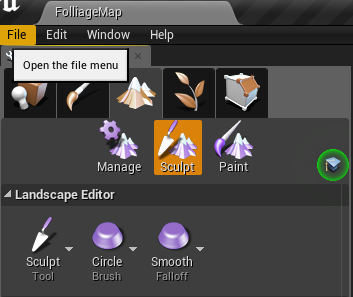 FolliageMap
File Edit Window Help
Open the file menu
Manage Sculpt Paint
Landscape Editor
Sculpt Circle Smooth
Tool Brush Falloff